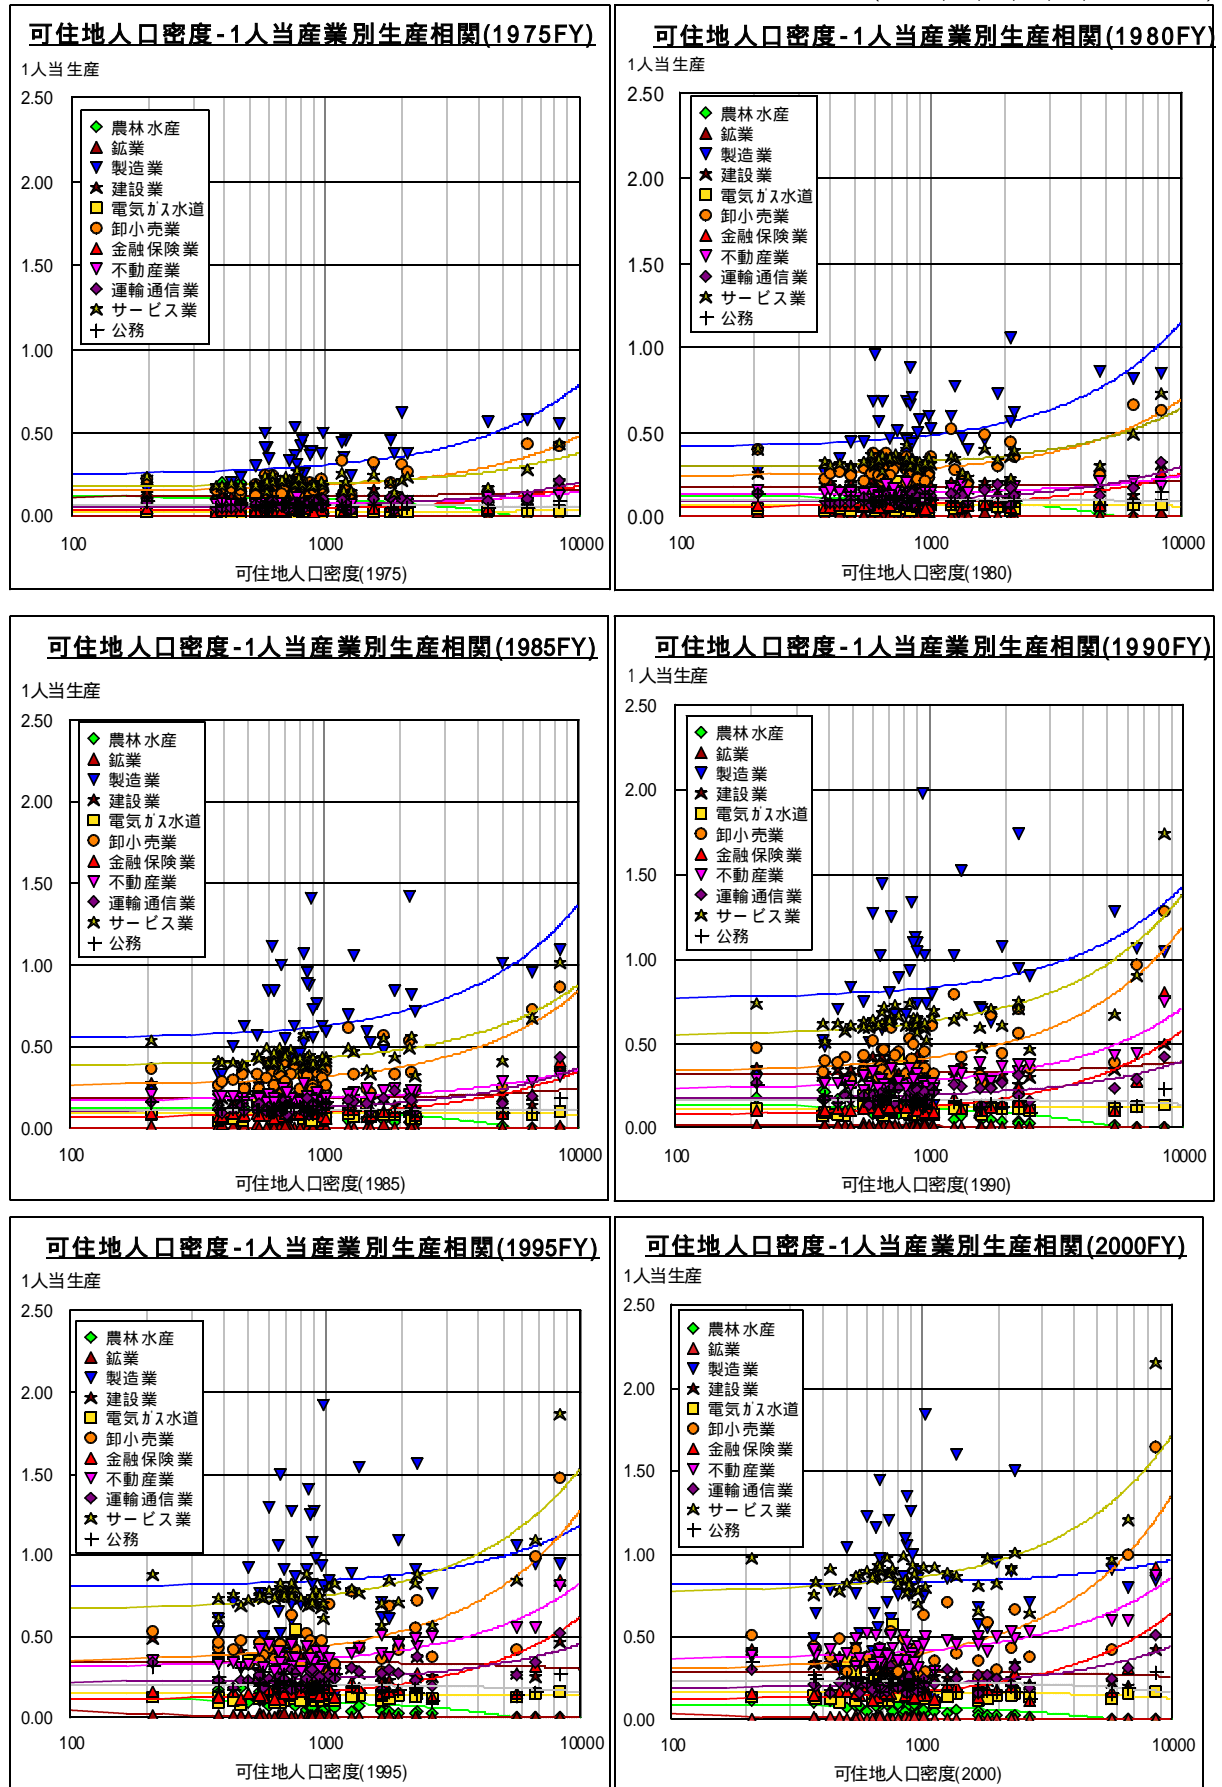 可住地人口密度-1人当産業別生産相関(1975FY)
1人当生産
2.50
2.00
1.50
1.00
0.50
0.00
農林水産
鉱業
製造業
建設業
電気ガス水道
卸小売業
金融保険業
不動産業
運輸通信業
サービス業
公務
100 1000 10000
可住地人口密度(1975)
可住地人口密度-1人当産業別生産相関(1980FY)
1人当生産
2.50
2.00
1.50
1.00
0.50
0.00
農林水産
鉱業
製造業
建設業
電気ガス水道
卸小売業
金融保険業
不動産業
運輸通信業
サービス業
公務
100 1000 10000
可住地人口密度(1980)
可住地人口密度-1人当産業別生産相関(1985FY)
1人当生産
2.50
2.00
1.50
1.00
0.50
0.00
農林水産
鉱業
製造業
建設業
電気ガス水道
卸小売業
金融保険業
不動産業
運輸通信業
サービス業
公務
100 1000 10000
可住地人口密度(1985)
可住地人口密度-1人当産業別生産相関(1990FY)
1人当生産
2.50
2.00
1.50
1.00
0.50
0.00
農林水産
鉱業
製造業
建設業
電気ガス水道
卸小売業
金融保険業
不動産業
運輸通信業
サービス業
公務
100 1000 10000
可住地人口密度(1990)
可住地人口密度-1人当産業別生産相関(1995FY)
1人当生産
2.50
2.00
1.50
1.00
0.50
0.00
農林水産
鉱業
製造業
建設業
電気ガス水道
卸小売業
金融保険業
不動産業
運輸通信業
サービス業
公務
100 1000 10000
可住地人口密度(1995)
可住地人口密度-1人当産業別生産相関(2000FY)
1人当生産
2.50
2.00
1.50
1.00
0.50
0.00
農林水産
鉱業
製造業
建設業
電気ガス水道
卸小売業
金融保険業
不動産業
運輸通信業
サービス業
公務
100 1000 10000
可住地人口密度(2000)